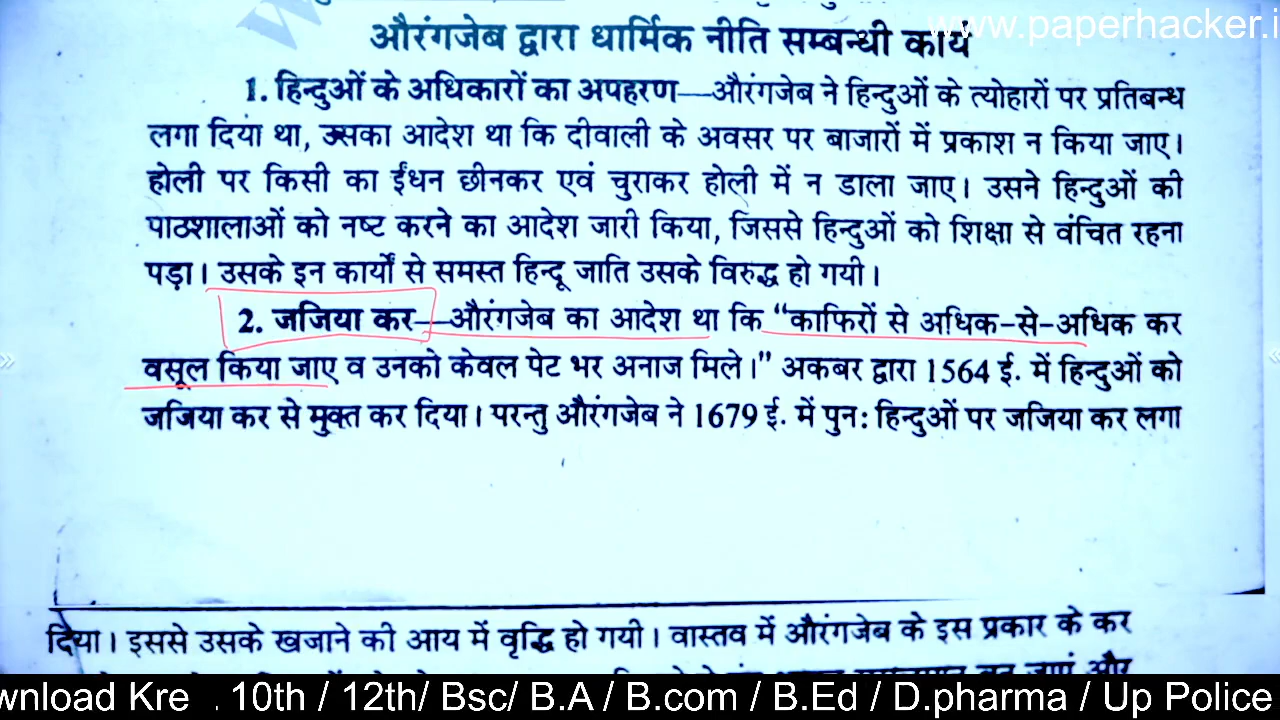 www.paperhacker.i
औरंगजेब द्वारा धार्मिक नीति सम्बन्धी कार्य
1. हिन्दुओं के अधिकारों का अपहरण—औरंगजेब ने हिन्दुओं के त्योहारों पर प्रतिबन्ध
लगा दिया था, उसका आदेश था कि दीवाली के अवसर पर बाजारों में प्रकाश न किया जाए।
होली पर किसी का ईंधन छीनकर एवं चुराकर होली में न डाला जाए। उसने हिन्दुओं की
पाठशालाओं को नष्ट करने का आदेश जारी किया, जिससे हिन्दुओं को शिक्षा से वंचित रहना
पड़ा। उसके इन कार्यों से समस्त हिन्दू जाति उसके विरुद्ध हो गयी।
2. जजिया कर—औरंगजेब का आदेश था कि “काफिरों से अधिक-से-अधिक कर
वसूल किया जाए व उनको केवल पेट भर अनाज मिले।” अकबर द्वारा 1564 ई. में हिन्दुओं को
जजिया कर से मुक्त कर दिया। परन्तु औरंगजेब ने 1679 ई. में पुन: हिन्दुओं पर जजिया कर लगा
दिया। इससे उसके खजाने की आय में वृद्धि हो गयी। वास्तव में औरंगजेब के इस प्रकार के कर
wnload Kre . 10th / 12th/ Bsc/ B.A / B.com / B.Ed / D.pharma / Up Police